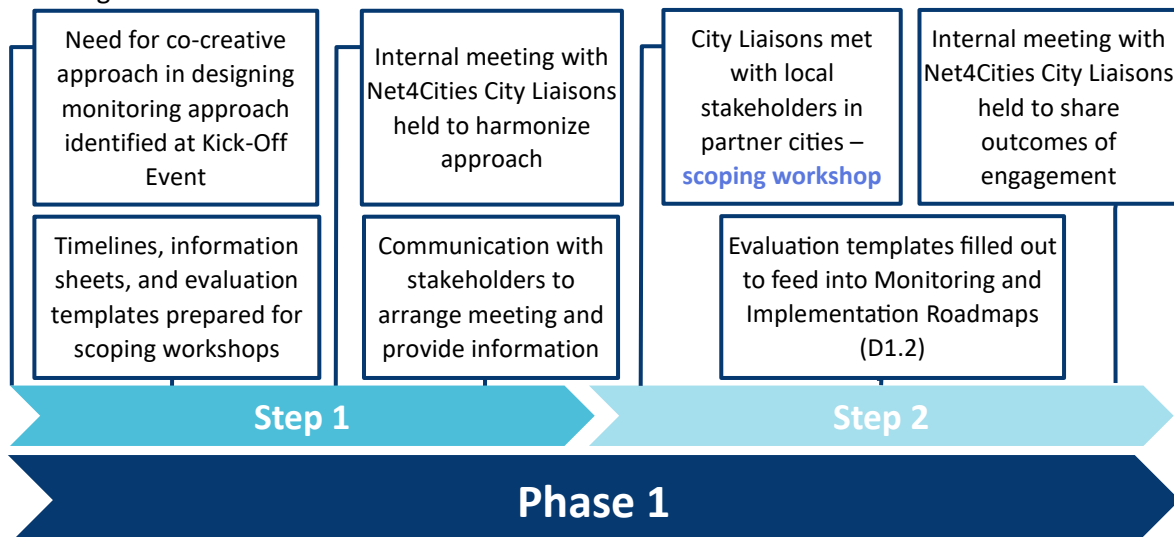 Need for co-creative
approach in designing
monitoring approach
identified at Kick-Off
Event
Internal meeting with
Net4Cities City Liaisons
held to harmonize
approach
City Liaisons met
with local
stakeholders in
partner cities –
scoping workshop
Internal meeting with
Net4Cities City Liaisons
held to share
outcomes of
engagement
Timelines, information
sheets, and evaluation
templates prepared for
scoping workshops
Communication with
stakeholders to
arrange meeting and
provide information
Evaluation templates filled out
to feed into Monitoring and
Implementation Roadmaps
(D1.2)
Step 1
Step 2
Phase 1